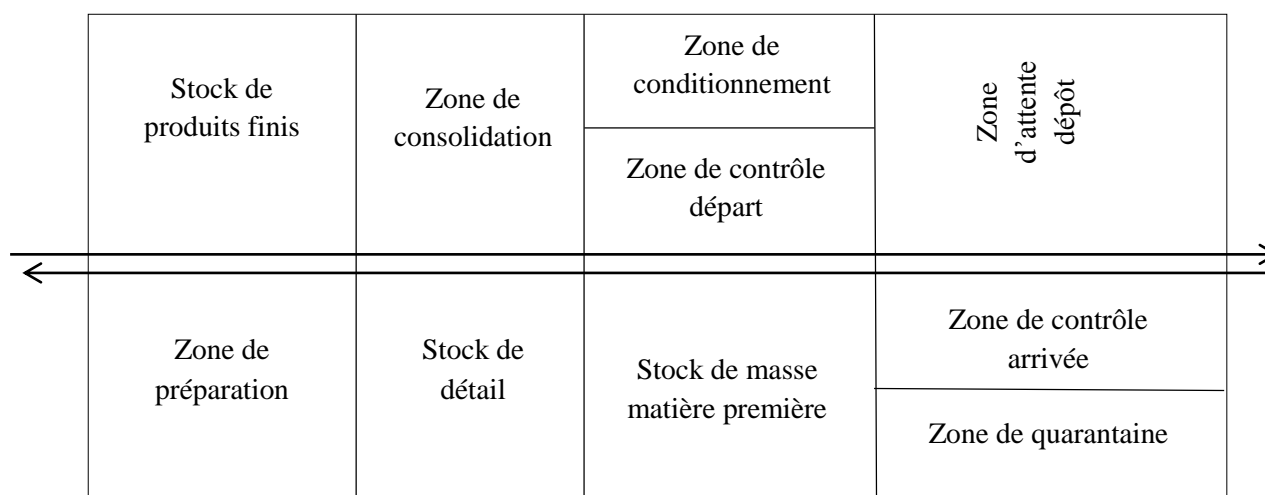 Stock de
produits finis
Zone de
consolidation
Zone de
conditionnement
Zone de contrôle
départ
Zone
d’attente
dépôt
Zone de
préparation
Stock de
détail
Stock de masse
matière première
Zone de contrôle
arrivée
Zone de quarantaine